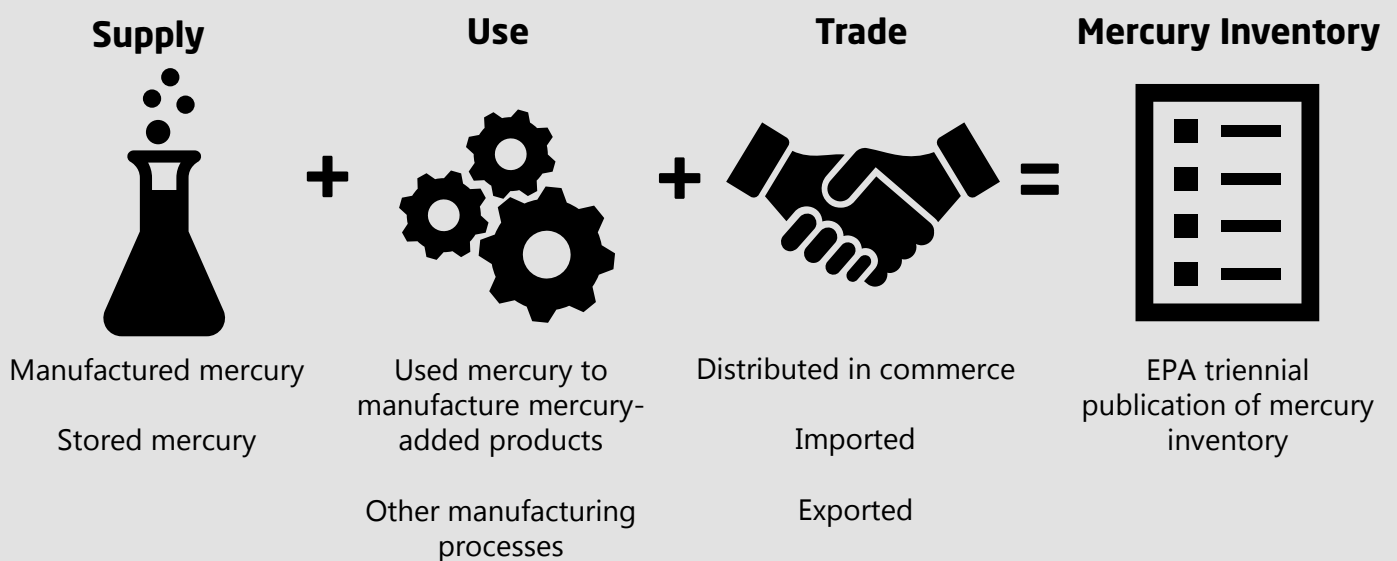 Supply
Manufactured mercury
Stored mercury
+
Use
Used mercury to
manufacture mercury-
added products
Other manufacturing
processes
+
Trade
Distributed in commerce
Imported
Exported
=
Mercury Inventory
EPA triennial
publication of mercury
inventory